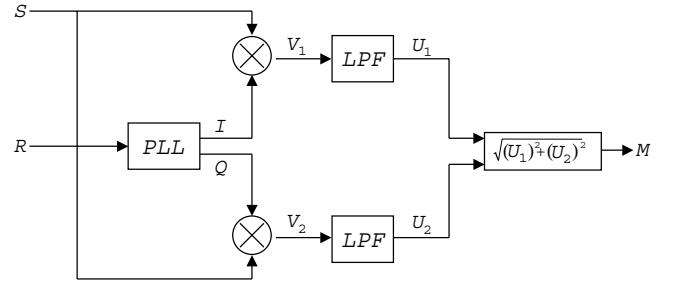 S
V₁
LPF
U₁
I
R
PLL
√(U₁)²+(U₂)²
M
Q
V₂
LPF
U₂